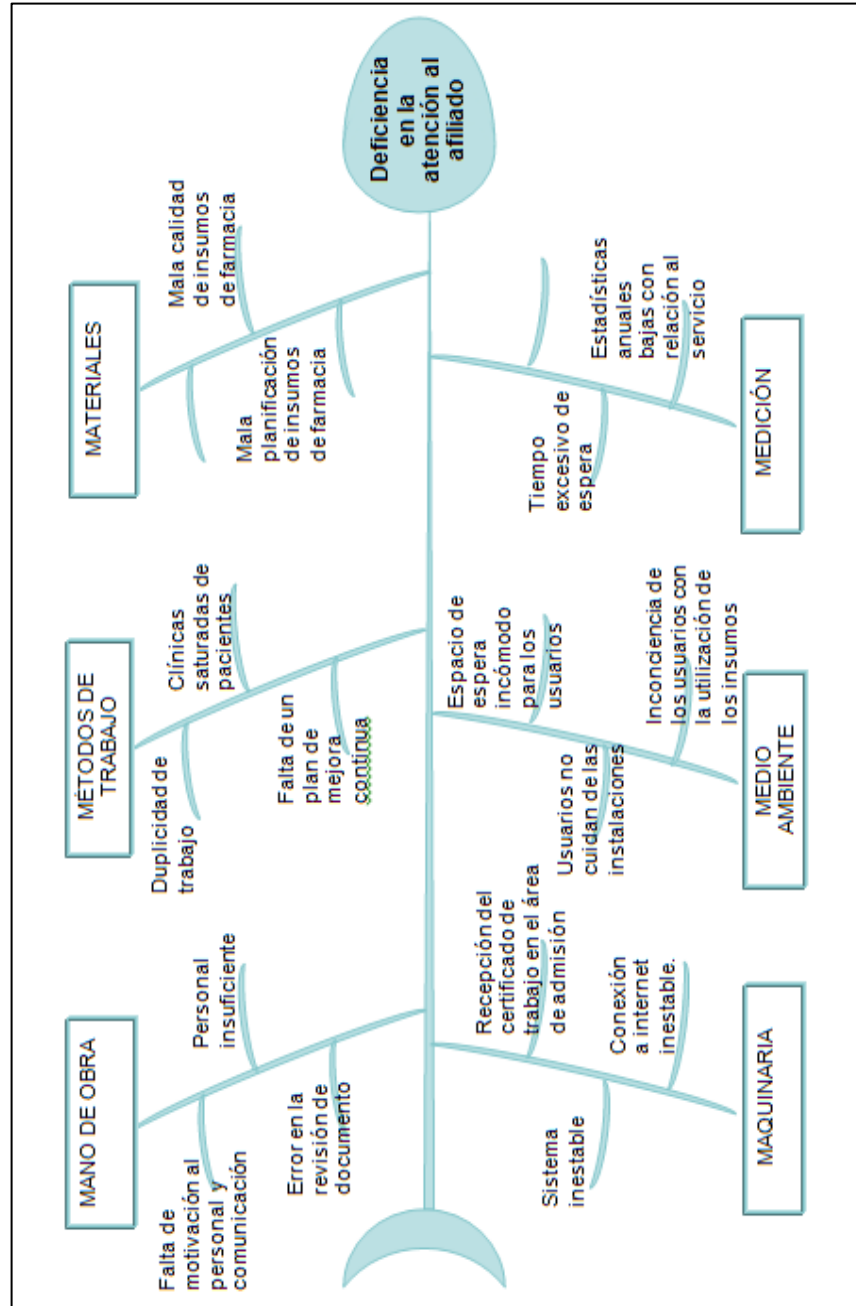 MANO DE OBRA
Falta de
motivación al
personal y
comunicación
Personal
insuficiente
Error en la
revisión de
documento
MÉTODOS DE
TRABAJO
Duplicidad de
trabajo
Clínicas
saturadas de
pacientes
Falta de un
plan de
mejora
continua
MATERIALES
Mala calidad
de insumos
de farmacia
Mala
planificación
de insumos
de farmacia
Deficiencia
en la
atención al
afiliado
Recepción del
certificado de
trabajo en el área
de admisión
Sistema
inestable
Conexión
a internet
inestable.
MAQUINARIA
Espacio de
espera
incómodo
para los
usuarios
Usuarios no
cuidan de las
instalaciones
Inconciencia de
los usuarios con
la utilización de
los insumos
MEDIO
AMBIENTE
Tiempo
excesivo de
espera
Estadísticas
anuales
bajas con
relación al
servicio
MEDICIÓN